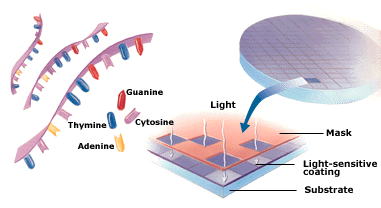 Guanine
Light
Thymine
Cytosine
Mask
Adenine
Light-sensitive
coating
Substrate